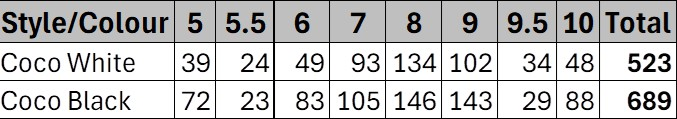 Style/Colour 5 5.5 6 7 8 9 9.5 10 Total
Coco White 39 24 49 93 134 102 34 48 523
Coco Black 72 23 83 105 146 143 29 88 689